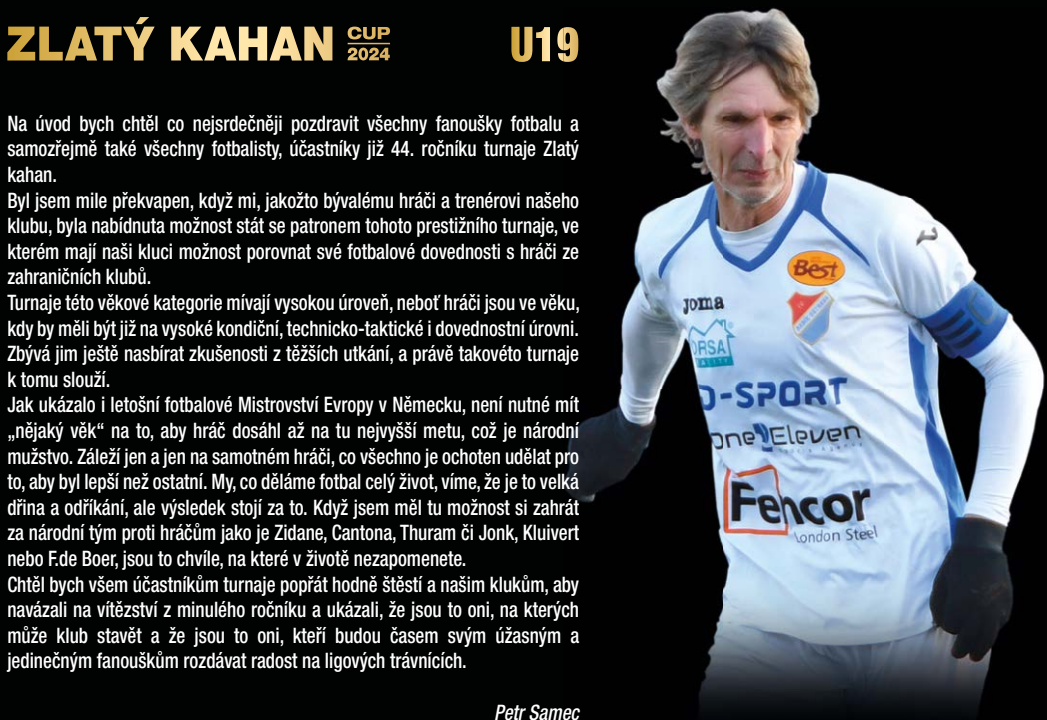 ZLATÝ KAHAN CUP 2024 U19
Na úvod bych chtěl co nejsrdečněji pozdravit všechny fanoušky fotbalu a
samozřejmě také všechny fotbalisty, účastníky již 44. ročníku turnaje Zlatý
kahan.
Byl jsem mile překvapen, když mi, jakožto bývalému hráči a trenérovi našeho
klubu, byla nabídnuta možnost stát se patronem tohoto prestižního turnaje, ve
kterém mají naši kluci možnost porovnat své fotbalové dovednosti s hráči ze
zahraničních klubů.
Turnaje této věkové kategorie mívají vysokou úroveň, neboť hráči jsou ve věku,
kdy by měli být již na vysoké kondiční, technicko-taktické i dovednostní úrovni.
Zbývá jim ještě nasbírat zkušenosti z těžších utkání, a právě takovéto turnaje
k tomu slouží.
Jak ukázalo i letošní fotbalové Mistrovství Evropy v Německu, není nutné mít
„nějaký věk“ na to, aby hráč dosáhl až na tu nejvyšší metu, což je národní
mužstvo. Záleží jen a jen na samotném hráči, co všechno je ochoten udělat pro
to, aby byl lepší než ostatní. My, co děláme fotbal celý život, víme, že je to velká
dřina a odříkání, ale výsledek stojí za to. Když jsem měl tu možnost si zahrát
za národní tým proti hráčům jako je Zidane, Cantona, Thuram či Jonk, Kluivert
nebo F.de Boer, jsou to chvíle, na které v životě nezapomenete.
Chtěl bych všem účastníkům turnaje popřát hodně štěstí a našim klukům, aby
navázali na vítězství z minulého ročníku a ukázali, že jsou to oni, na kterých
může klub stavět a že jsou to oni, kteří budou časem svým úžasným a
jedinečným fanouškům rozdávat radost na ligových trávnících.
Petr Samec
Best
joma
ORSA
D-SPORT
one Eleven
Fencor
London Steel